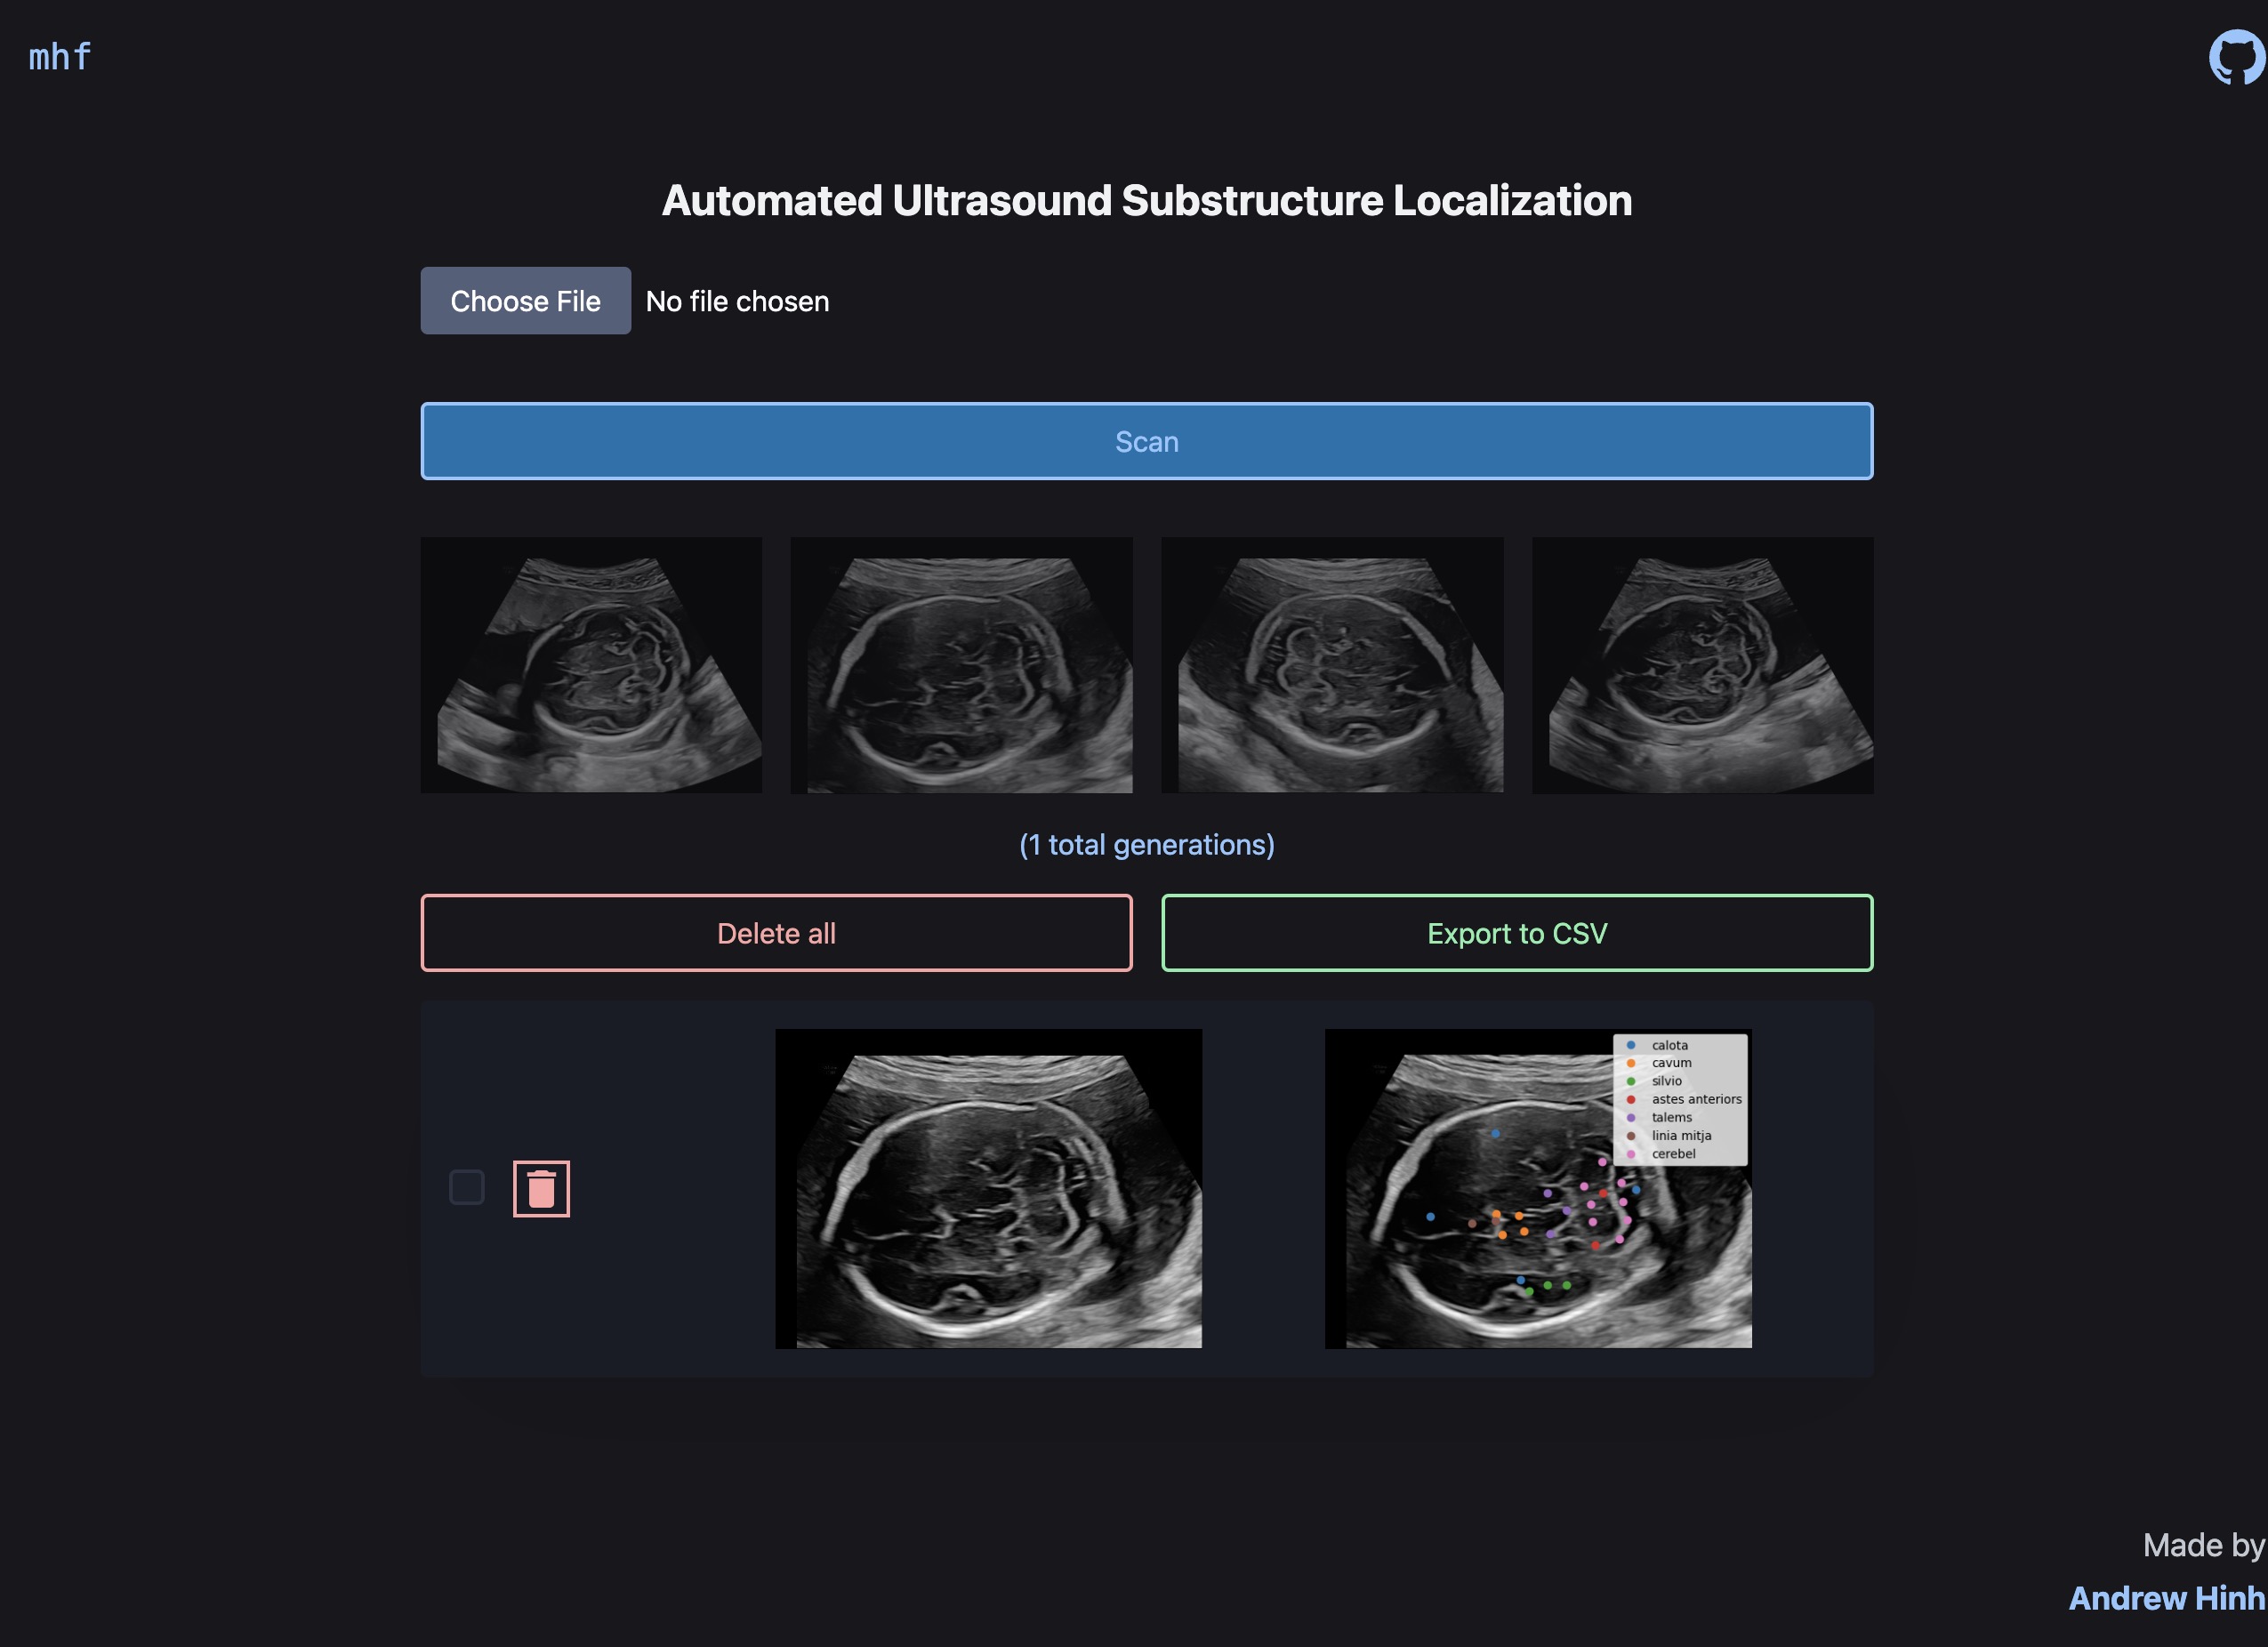 mhf
Automated Ultrasound Substructure Localization
Choose File No file chosen
Scan
(1 total generations)
Delete all
Export to CSV
calota
cavum
silvio
astes anteriors
talems
linia mitja
cerebel
Made by
Andrew Hinh